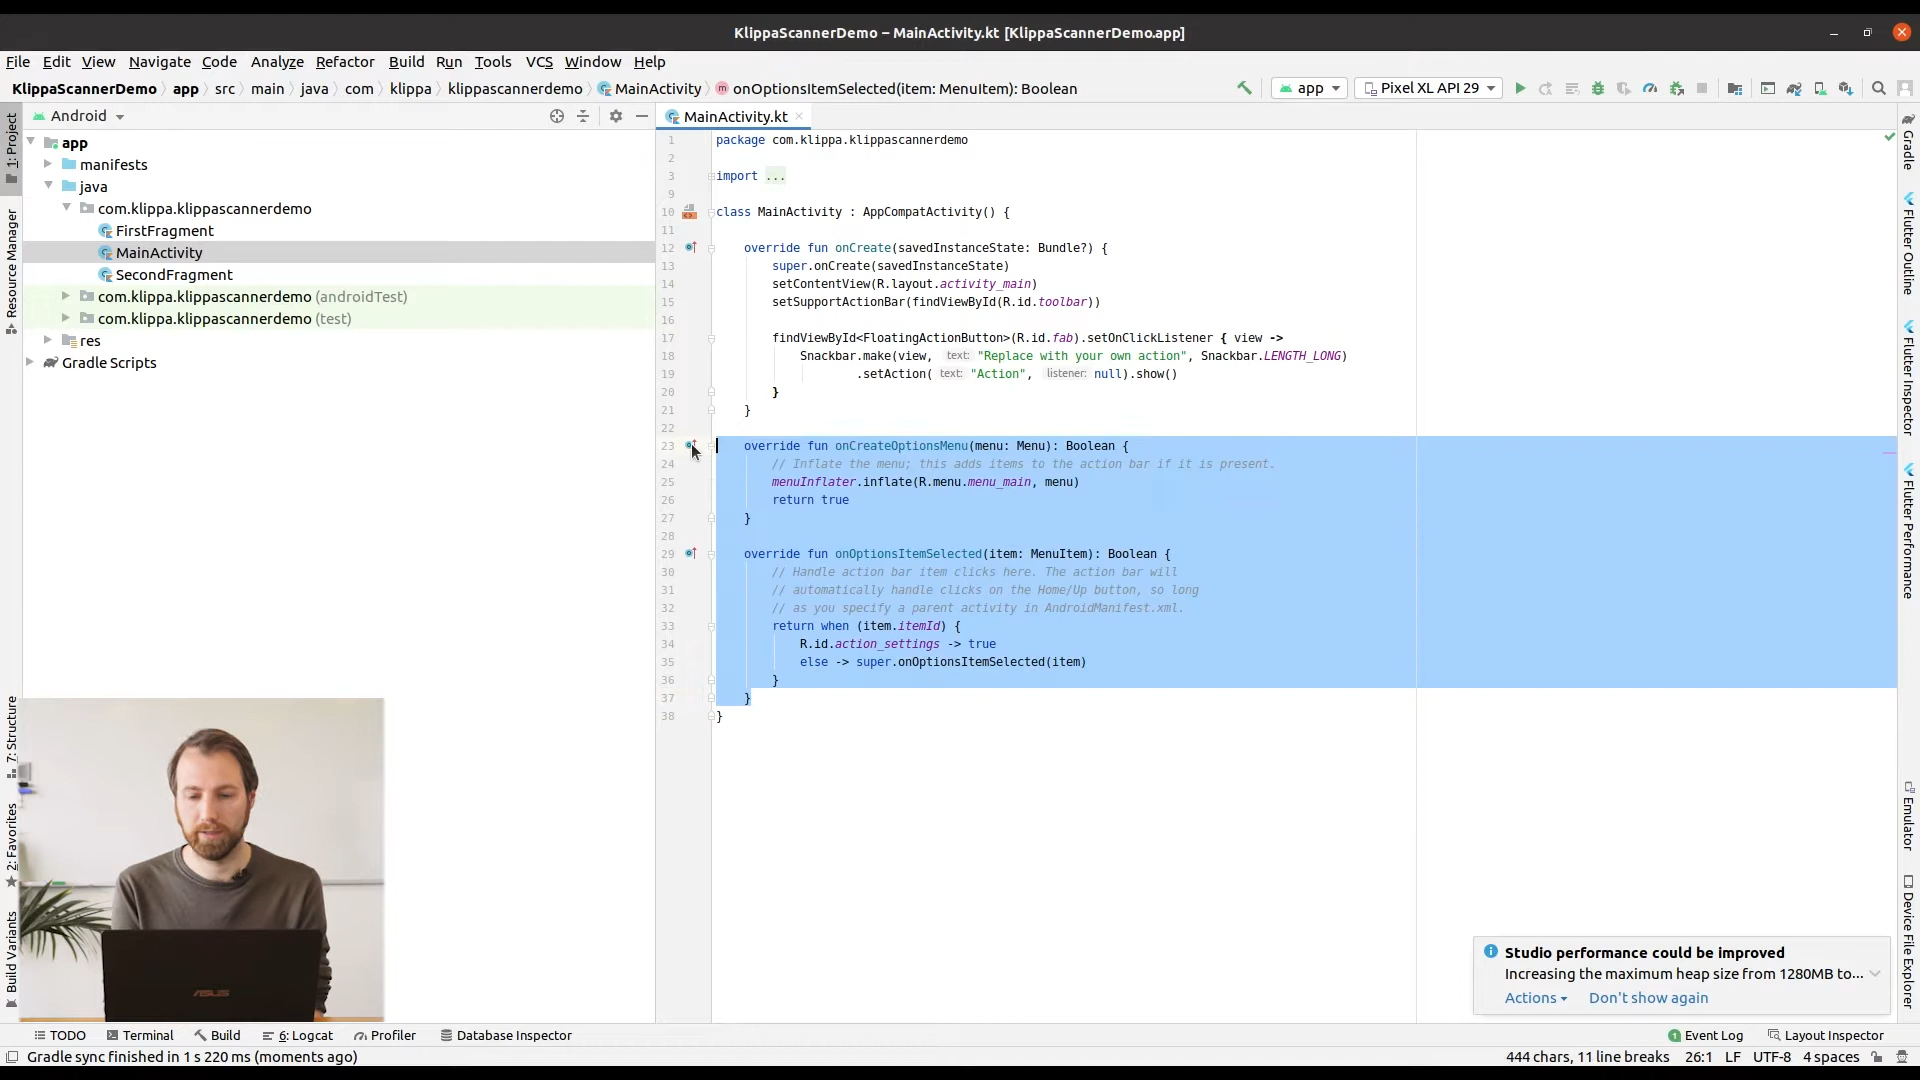 KlippaScannerDemo – MainActivity.kt [KlippaScannerDemo.app]
File Edit View Navigate Code Analyze Refactor Build Run Tools VCS Window Help
KlippaScannerDemo app src main java com klippa klippascannerdemo MainActivity onOptionsItemSelected(item: MenuItem): Boolean
app Pixel XL API 29
Android
MainActivity.kt
1: Project
Resource Manager
7: Structure
2: Favorites
Build Variants
app
manifests
java
com.klippa.klippascannerdemo
FirstFragment
MainActivity
SecondFragment
com.klippa.klippascannerdemo (androidTest)
com.klippa.klippascannerdemo (test)
res
Gradle Scripts
1 package com.klippa.klippascannerdemo
2
3 import ...
9
10 class MainActivity : AppCompatActivity() {
11
12 override fun onCreate(savedInstanceState: Bundle?) {
13 super.onCreate(savedInstanceState)
14 setContentView(R.layout.activity_main)
15 setSupportActionBar(findViewById(R.id.toolbar))
16
17 findViewById<FloatingActionButton>(R.id.fab).setOnClickListener { view ->
18 Snackbar.make(view, text: "Replace with your own action", Snackbar.LENGTH_LONG)
19 .setAction( text: "Action", listener: null).show()
20 }
21 }
22
23 override fun onCreateOptionsMenu(menu: Menu): Boolean {
24 // Inflate the menu; this adds items to the action bar if it is present.
25 menuInflater.inflate(R.menu.menu_main, menu)
26 return true
27 }
28
29 override fun onOptionsItemSelected(item: MenuItem): Boolean {
30 // Handle action bar item clicks here. The action bar will
31 // automatically handle clicks on the Home/Up button, so long
32 // as you specify a parent activity in AndroidManifest.xml.
33 return when (item.itemId) {
34 R.id.action_settings -> true
35 else -> super.onOptionsItemSelected(item)
36 }
37 }
38 }
Gradle
Flutter Outline
Flutter Inspector
Flutter Performance
Emulator
Device File Explorer
ASUS
Studio performance could be improved
Increasing the maximum heap size from 1280MB to...
Actions Don't show again
TODO Terminal Build 6: Logcat Profiler Database Inspector
1 Event Log Layout Inspector
Gradle sync finished in 1 s 220 ms (moments ago)
444 chars, 11 line breaks 26:1 LF UTF-8 4 spaces